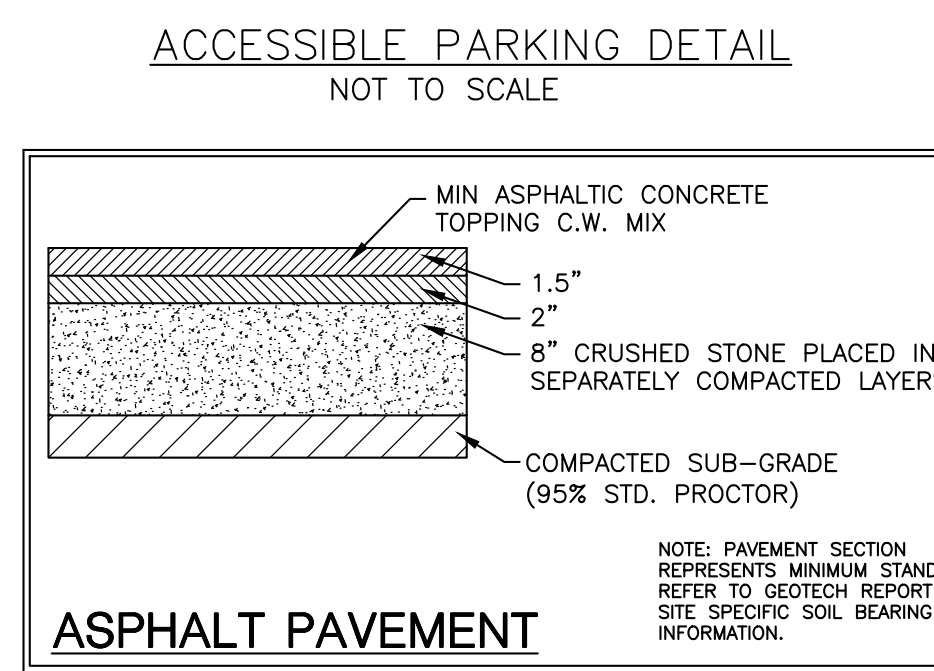 ACCESSIBLE PARKING DETAIL
NOT TO SCALE
MIN ASPHALTIC CONCRETE
TOPPING C.W. MIX
1.5"
2"
8" CRUSHED STONE PLACED IN
SEPARATELY COMPACTED
COMPACTED SUB-GRADE
(95% STD. PROCTOR)
NOTE: PAVEMENT SECTION
REPRESENTS MINIMUM
REFER TO GEOTECH REPORT
SITE SPECIFIC SOIL BEARING
INFORMATION.
ASPHALT PAVEMENT